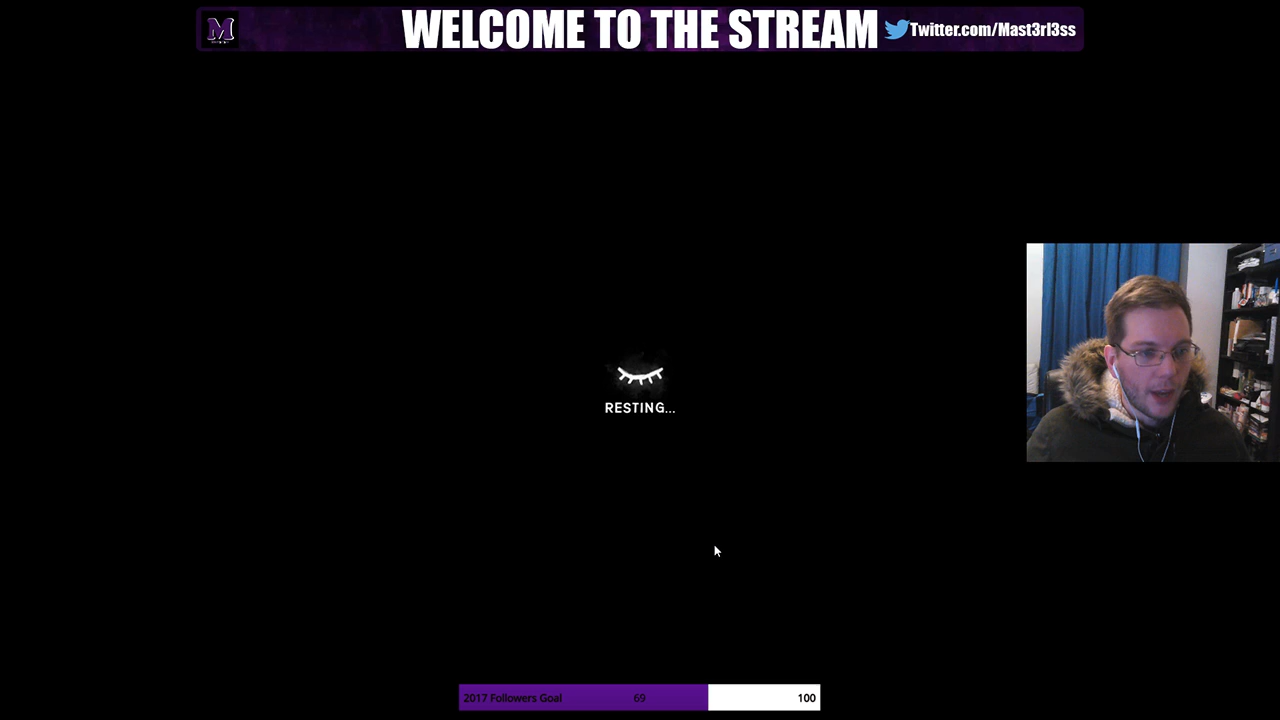 M
WELCOME TO THE STREAM
Twitter.com/Mast3rl3ss
RESTING...
2017 Followers Goal 69 100